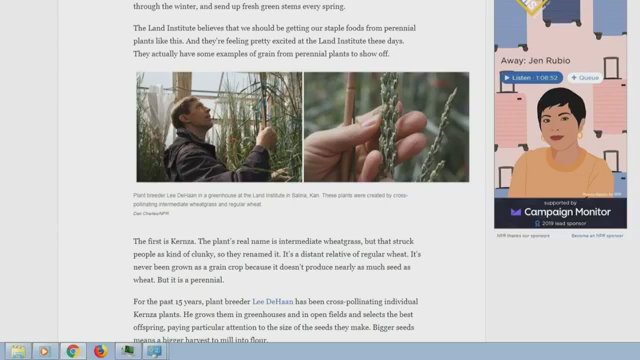 through the winter, and send up fresh green stems every spring.
The Land Institute believes that we should be getting our staple foods from perennial
plants like this. And they're feeling pretty excited at the Land Institute these days.
They actually have some examples of grain from perennial plants to show off.
Plant breeder Lee DeHaan in a greenhouse at the Land Institute in Salina, Kan. These plants were created by cross-
pollinating intermediate wheatgrass and regular wheat.
Dan Charles/NPR
The first is Kernza. The plant's real name is intermediate wheatgrass, but that struck
people as kind of clunky, so they renamed it. It's a distant relative of regular wheat. It's
never been grown as a grain crop because it doesn't produce nearly as much seed as
wheat. But it is a perennial.
For the past 15 years, plant breeder Lee DeHaan has been cross-pollinating individual
Kernza plants. He grows them in greenhouses and in open fields and selects the best
offspring, paying particular attention to the size of the seeds they make. Bigger seeds
means a bigger harvest to mill into flour.
Away: Jen Rubio
Listen · 1:08:52
Queue
supported by
Campaign Monitor
2019 lead sponsor
NPR thanks our sponsors
Become an NPR sponsor